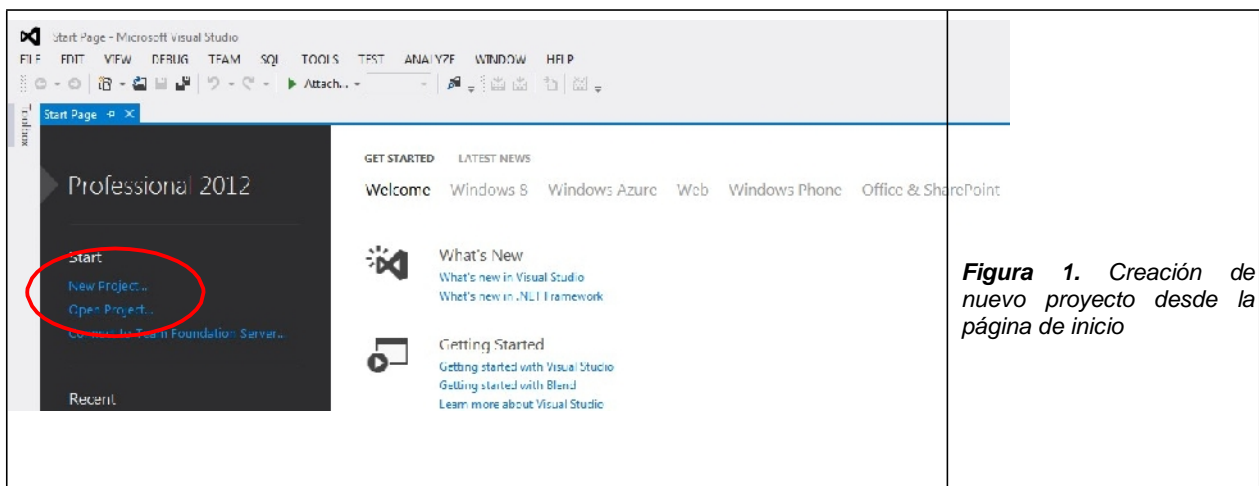 Start Page - Microsoft Visual Studio
FILE EDIT VIEW DEBUG TEAM SQL TOOLS TEST ANALYZE WINDOW HELP
Attach...
Toolbox
Start Page
Professional 2012
Start
New Project...
Open Project...
Connect to Team Foundation Server...
Recent
GET STARTED LATEST NEWS
Welcome Windows 8 Windows Azure Web Windows Phone Office & SharePoint
What's New
What's new in Visual Studio
What's new in .NET Framework
Getting Started
Getting started with Visual Studio
Getting started with Blend
Learn more about Visual Studio
Figura 1. Creación de
nuevo proyecto desde la
página de inicio